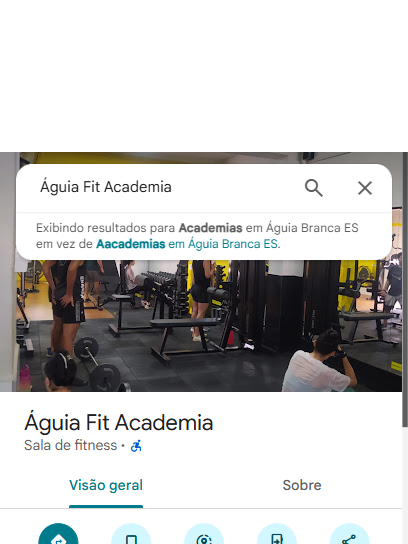 Águia Fit Academia
Exibindo resultados para Academias em Águia Branca ES
em vez de Aacademias em Águia Branca ES.
Águia Fit Academia
Sala de fitness ·
Visão geral
Sobre